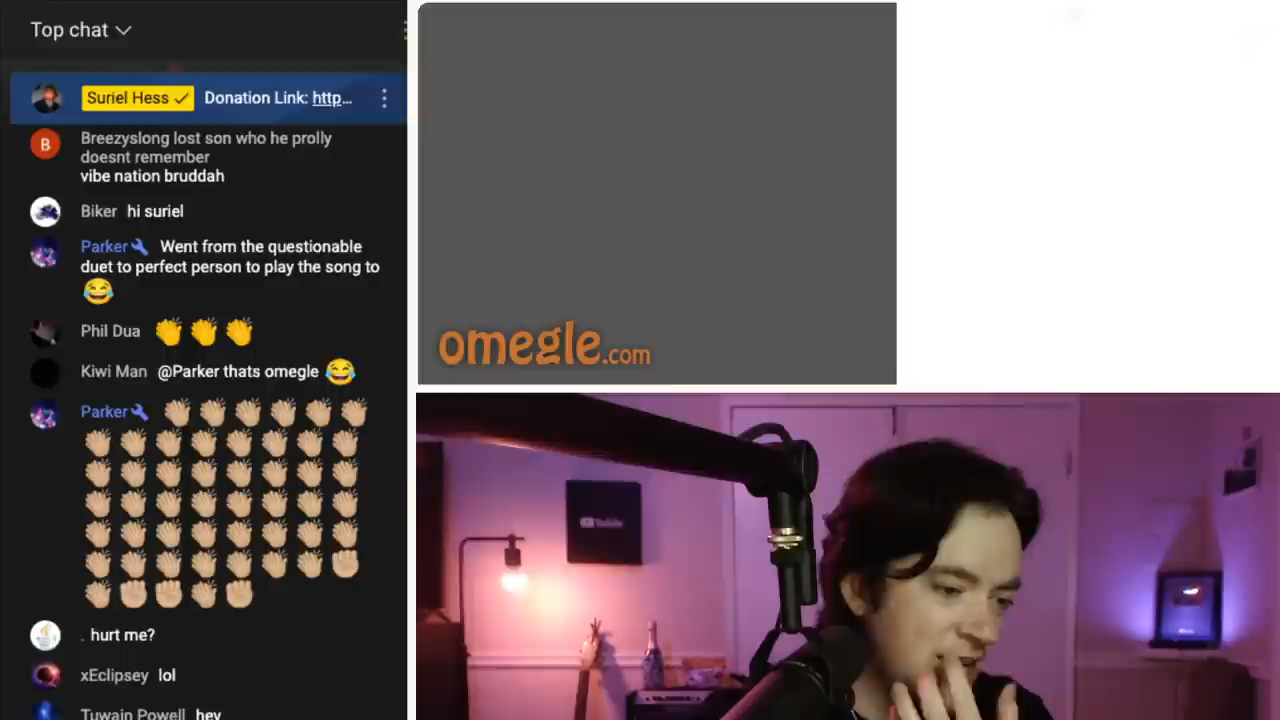 Top chat
Suriel Hess Donation Link: http...
Breezyslong lost son who he prolly
doesnt remember
vibe nation bruddah
Biker hi suriel
Parker Went from the questionable
duet to perfect person to play the song to
😂
Phil Dua 👏👏👏
Kiwi Man @Parker thats omegle 😂
Parker 👏🏼👏🏼👏🏼👏🏼👏🏼👏🏼
👏🏼👏🏼👏🏼👏🏼👏🏼👏🏼👏🏼👏🏼
👏🏼👏🏼👏🏼👏🏼👏🏼👏🏼👏🏼👏🏼
👏🏼👏🏼👏🏼👏🏼👏🏼👏🏼👏🏼👏🏼
👏🏼👏🏼👏🏼👏🏼👏🏼👏🏼👏🏼👏🏼
👏🏼👏🏼👏🏼👏🏼👏🏼👏🏼👏🏼✊🏼
👏🏼✊🏼✊🏼👏🏼✊🏼
. hurt me?
xEclipsey lol
Tuwain Powell hey
omegle.com
YouTube